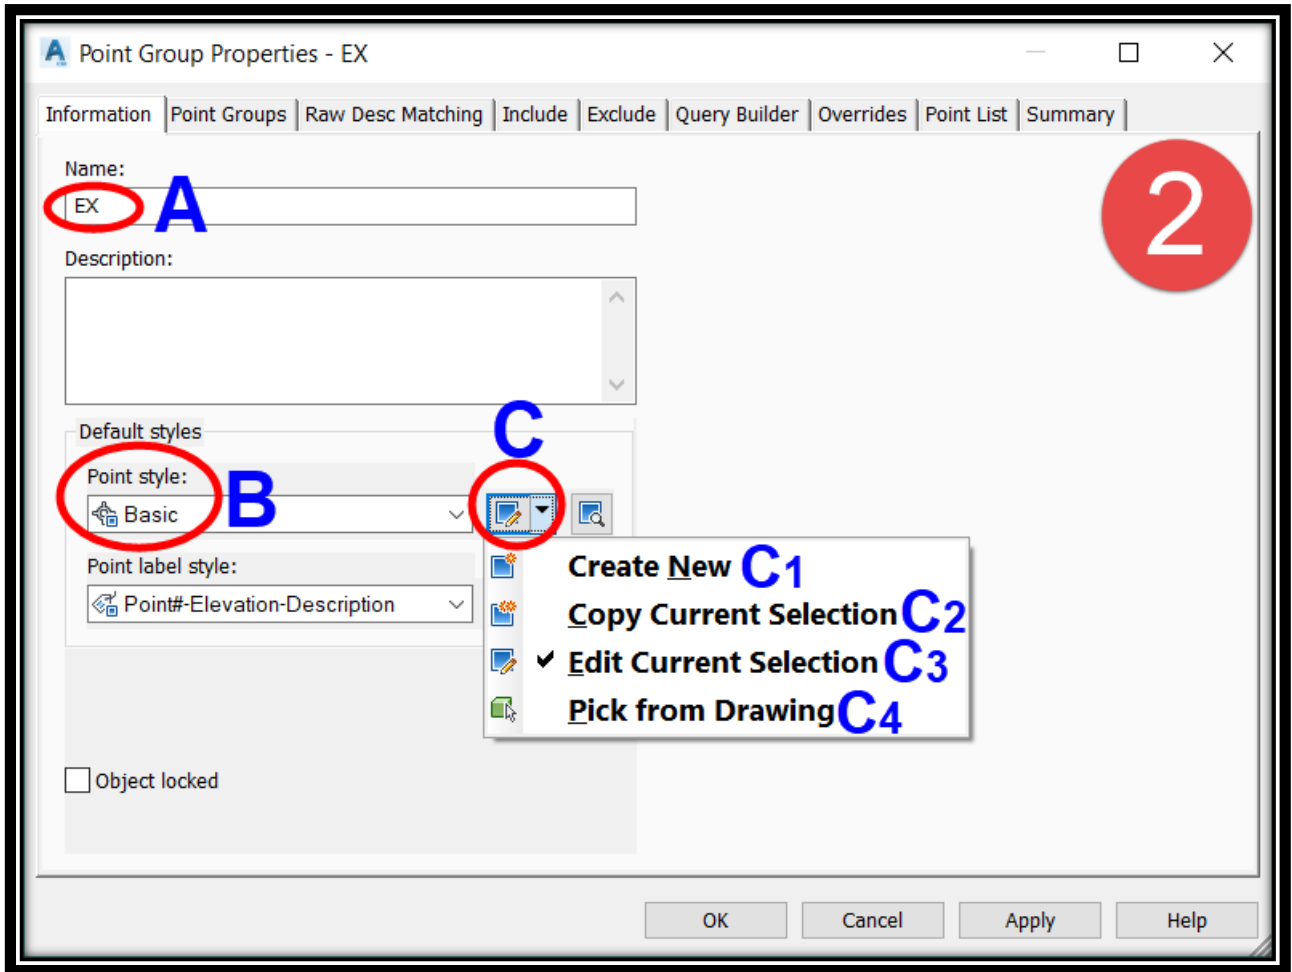 Point Group Properties - EX
Information Point Groups Raw Desc Matching Include Exclude Query Builder Overrides Point List Summary
2
Name:
EX A
Description:
Default styles
C
Point style:
Basic B
Create New C1
Point label style:
Point#-Elevation-Description
Copy Current Selection C2
Edit Current Selection C3
Pick from Drawing C4
Object locked
OK Cancel Apply Help